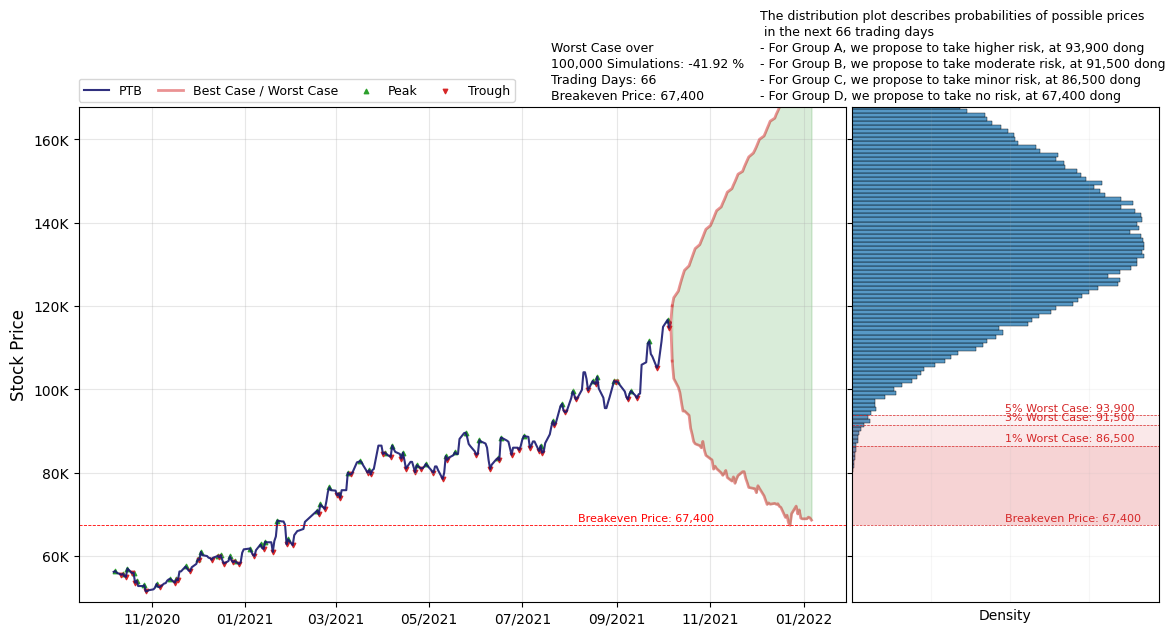 The distribution plot describes probabilities of possible prices
in the next 66 trading days
- For Group A, we propose to take higher risk, at 93,900 dong
- For Group B, we propose to take moderate risk, at 91,500 dong
- For Group C, we propose to take minor risk, at 86,500 dong
- For Group D, we propose to take no risk, at 67,400 dong
Worst Case over
100,000 Simulations: -41.92 %
Trading Days: 66
Breakeven Price: 67,400
PTB
Best Case / Worst Case
Peak
Trough
Stock Price
160K
140K
120K
100K
80K
60K
Breakeven Price: 67,400
11/2020
01/2021
03/2021
05/2021
07/2021
09/2021
11/2021
01/2022
5% Worst Case: 93,900
3% Worst Case: 91,500
1% Worst Case: 86,500
Breakeven Price: 67,400
Density